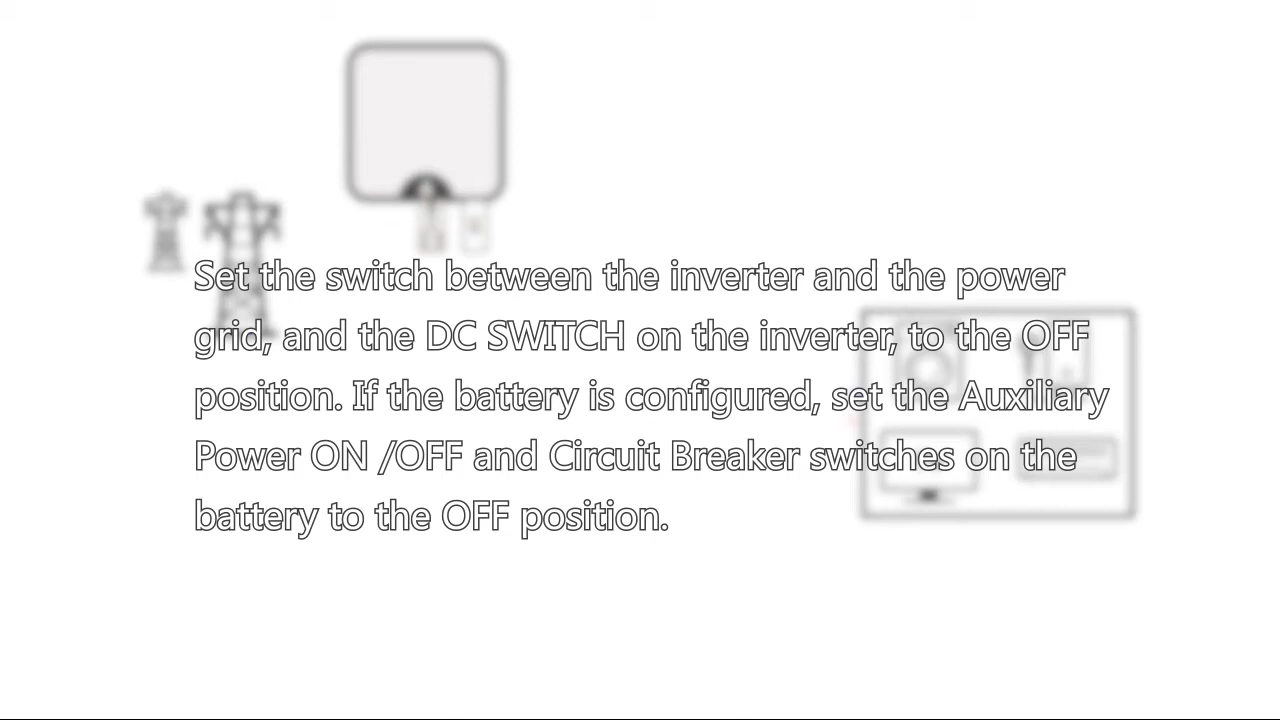 Set the switch between the inverter and the power
grid, and the DC SWITCH on the inverter, to the OFF
position. If the battery is configured, set the Auxiliary
Power ON /OFF and Circuit Breaker switches on the
battery to the OFF position.